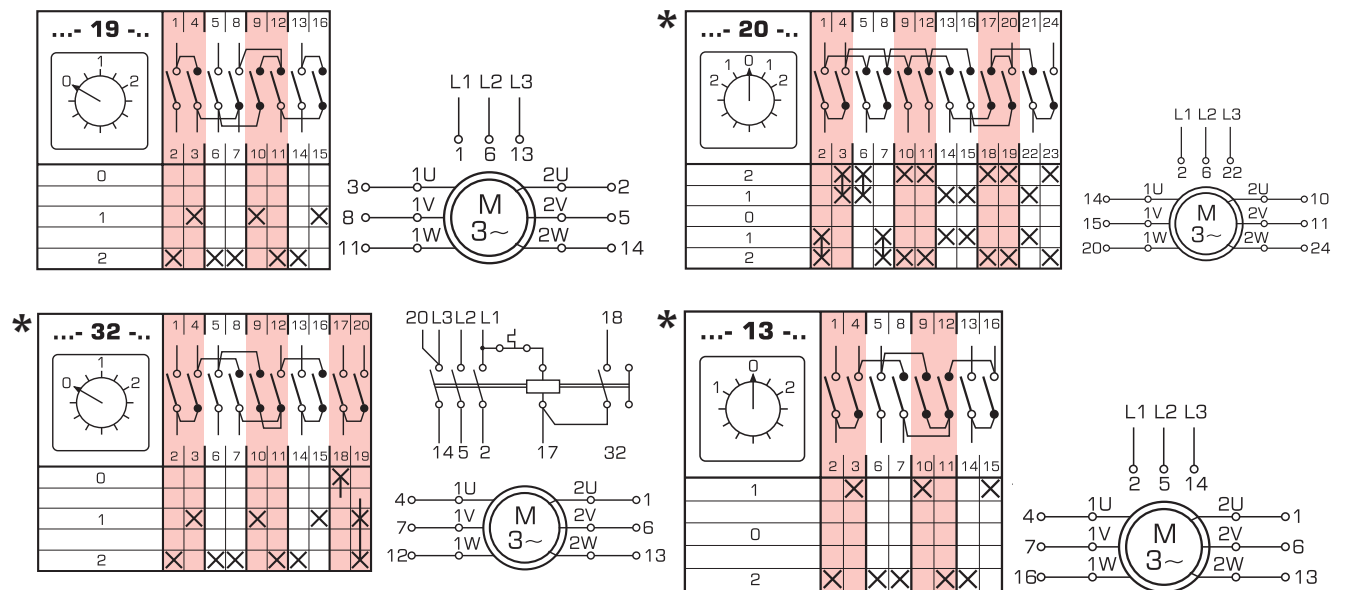 ...- 19 -..
1 4 5 8 9 12 13 16
0 1 2
2 3 6 7 10 11 14 15
0
1
2
L1 L2 L3
1 6 13
3 1U 2U 2
8 1V M 2V 5
3~
11 1W 2W 14
* ...- 20 -..
1 4 5 8 9 12 13 16 17 20 21 24
2 1 0 1 2
2 3 6 7 10 11 14 15 18 19 22 23
2
1
0
1
2
L1 L2 L3
2 6 22
14 1U 2U 10
15 1V M 2V 11
3~
20 1W 2W 24
* ...- 32 -..
1 4 5 8 9 12 13 16 17 20
0 1 2
2 3 6 7 10 11 14 15 18 19
0
1
2
20 L3 L2 L1 18
14 5 2 17 32
4 1U 2U 1
7 1V M 2V 6
3~
12 1W 2W 13
* ...- 13 -..
1 4 5 8 9 12 13 16
1 0 2
2 3 6 7 10 11 14 15
1
0
2
L1 L2 L3
2 5 14
4 1U 2U 1
7 1V M 2V 6
3~
16 1W 2W 13